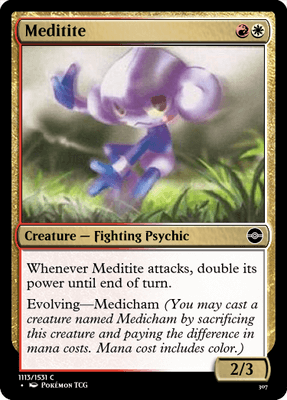 Meditite
Creature — Fighting Psychic
Whenever Meditite attacks, double its
power until end of turn.
Evolving—Medicham (You may cast a
creature named Medicham by sacrificing
this creature and paying the difference in
mana costs. Mana cost includes color.)
2/3
1113/1531 C
• Pokémon TCG
307